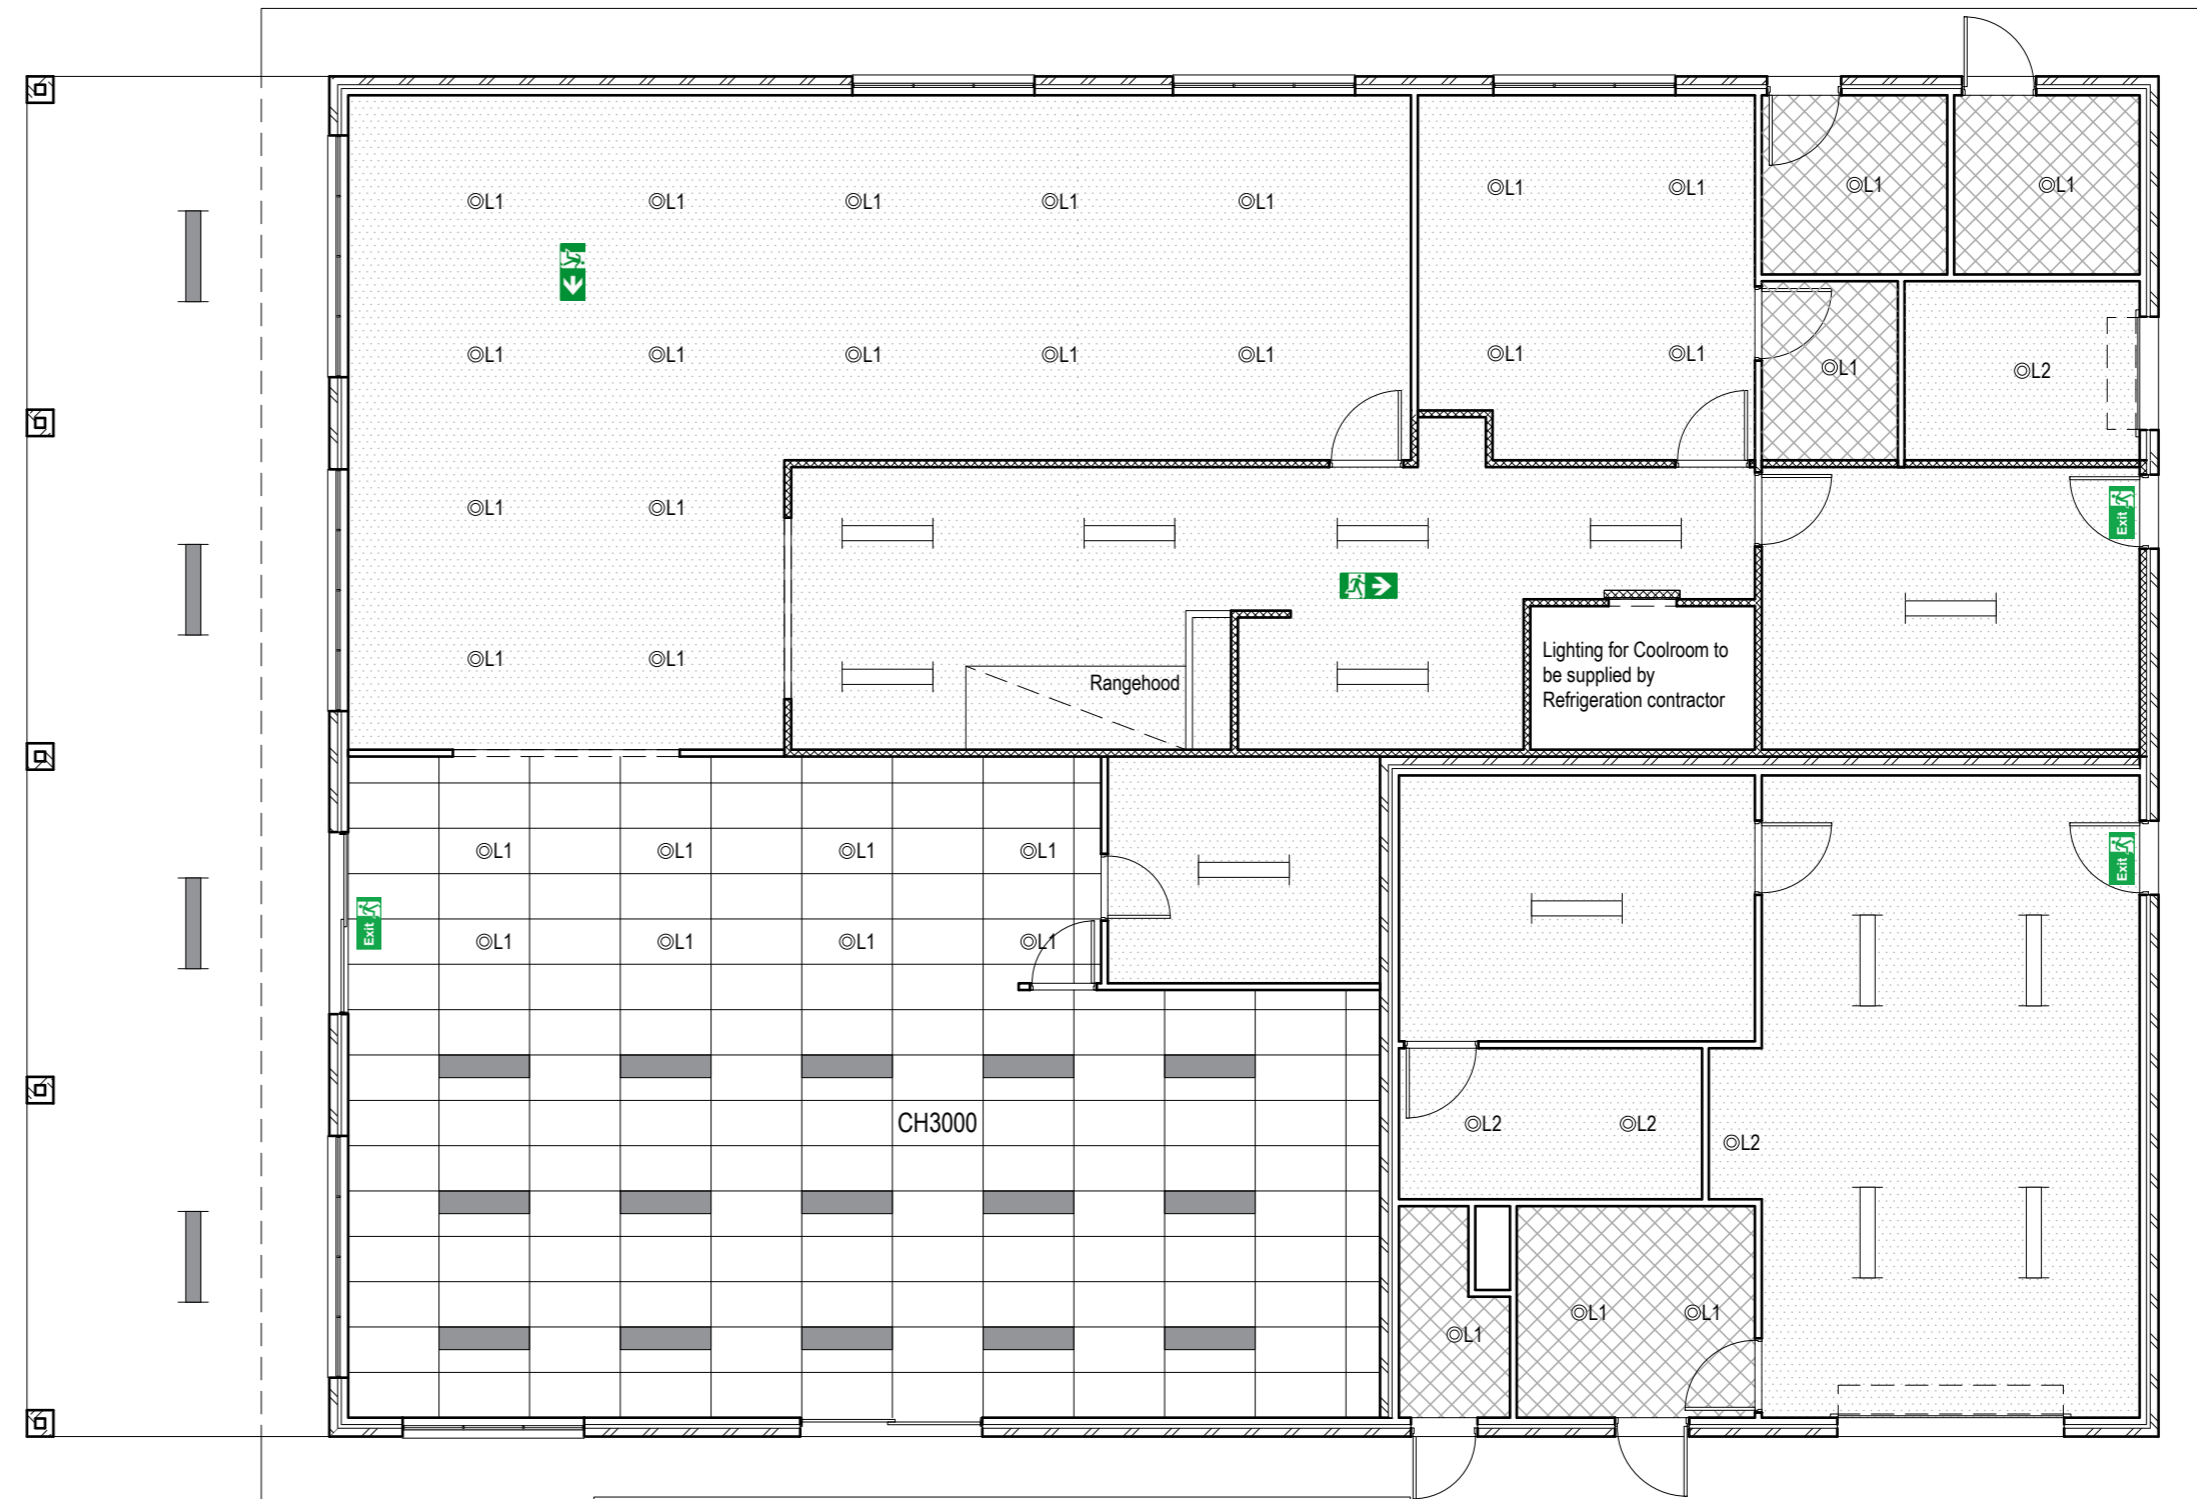 L1 L1
L1 L1 L1 L1 L1
L1 L1
L1 L1
L1 L1 L1 L1 L1
L1 L2
Exit
L1 L1
Lighting for Coolroom to
be supplied by
Refrigeration contractor
L1 L1
Rangehood
L1 L1 L1 L1
Exit
Exit
L1 L1 L1 L1
CH3000
L2 L2
L2
L1 L1
L1